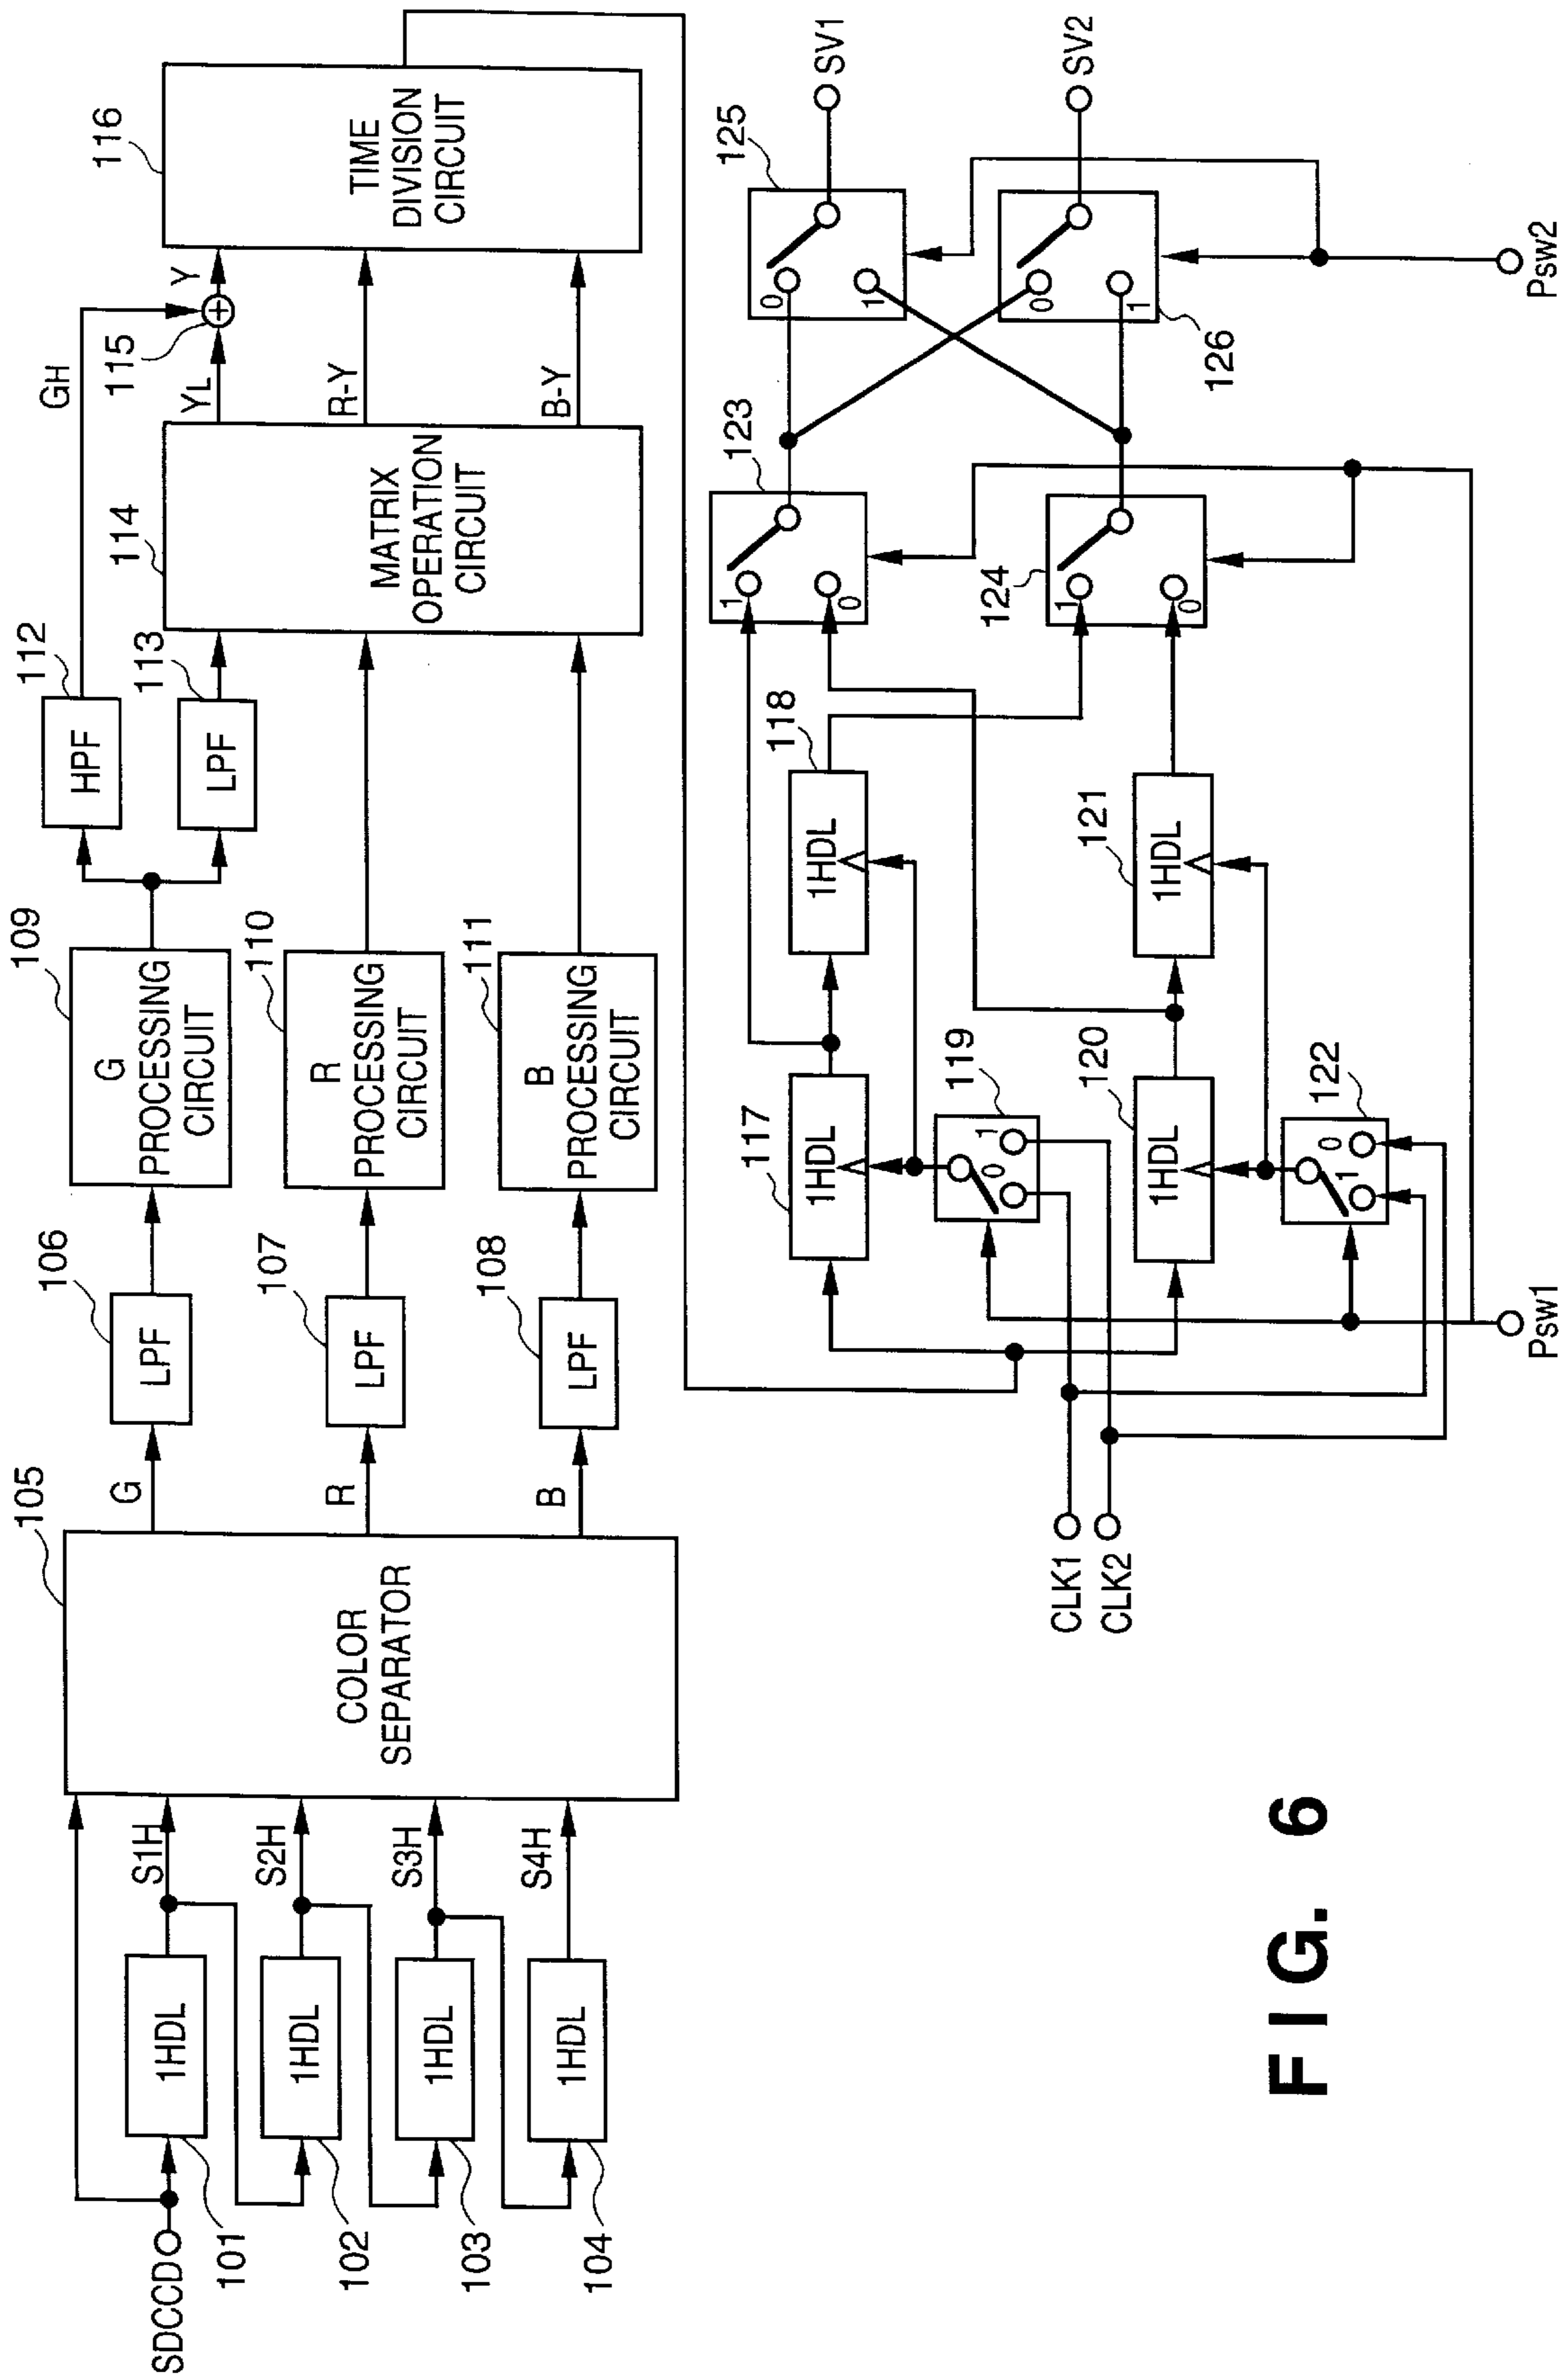 SDCCD
101
1HDL
102
1HDL
103
1HDL
104
1HDL
S1H
S2H
S3H
S4H
105
COLOR
SEPARATOR
G
R
B
106
LPF
107
LPF
108
LPF
109
G
PROCESSING
CIRCUIT
110
R
PROCESSING
CIRCUIT
111
B
PROCESSING
CIRCUIT
112
HPF
113
LPF
GH
114
MATRIX
OPERATION
CIRCUIT
YL
R-Y
B-Y
115
+
Y
116
TIME
DIVISION
CIRCUIT
CLK1
CLK2
Psw1
117
1HDL
118
1HDL
119
0
1
120
1HDL
121
1HDL
122
1
0
123
1
0
124
1
0
125
0
1
126
0
1
SV1
SV2
Psw2
FIG. 6